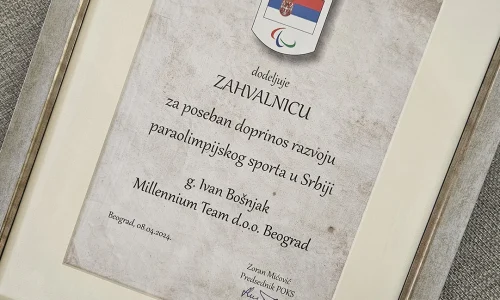 dodeljuje
ZAHVALNICU
za poseban doprinos razvoju
paraolimpijskog sporta u Srbiji
g. Ivan Bošnjak
Millennium Team d.o.o. Beograd
Beograd, 08.04.2024.
Zoran Mićović
Predsednik POKS